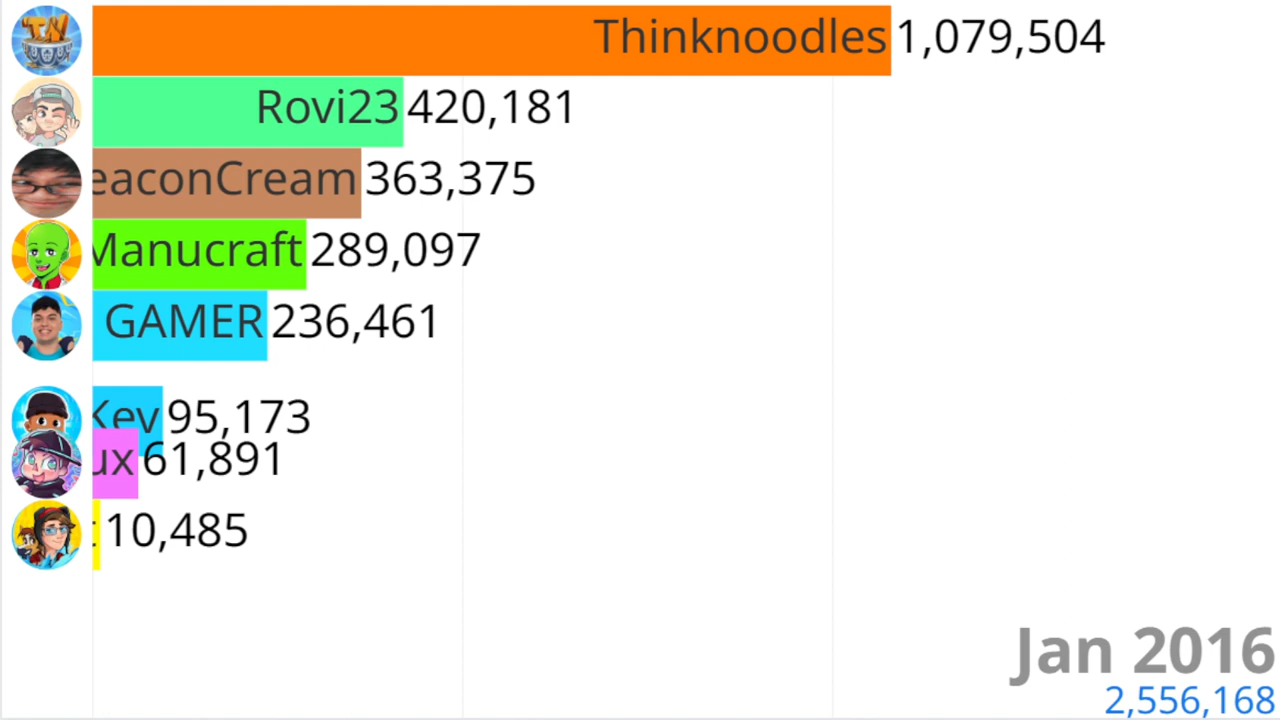 Thinknoodles 1,079,504
Rovi23 420,181
eaconCream 363,375
Manucraft 289,097
GAMER 236,461
Kev 95,173
ux 61,891
10,485
Jan 2016
2,556,168